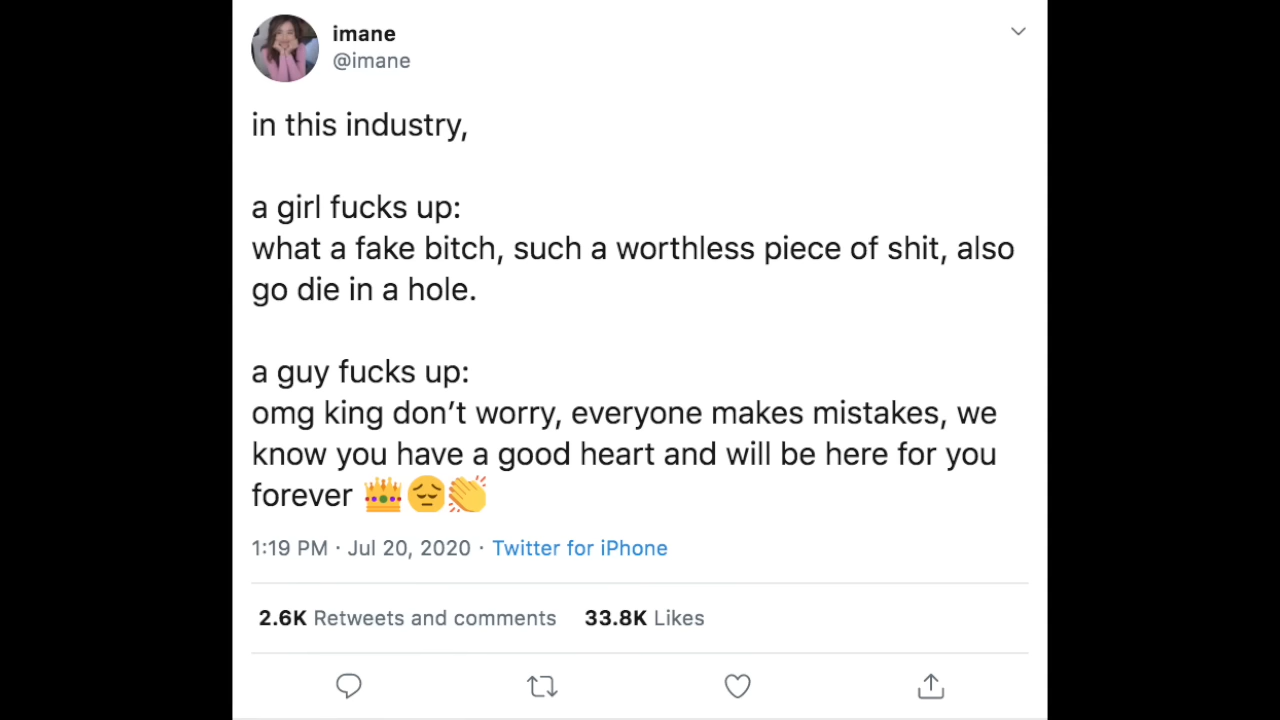 imane
@imane
in this industry,
a girl fucks up:
what a fake bitch, such a worthless piece of shit, also
go die in a hole.
a guy fucks up:
omg king don’t worry, everyone makes mistakes, we
know you have a good heart and will be here for you
forever 👑😔👏
1:19 PM · Jul 20, 2020 · Twitter for iPhone
2.6K Retweets and comments 33.8K Likes